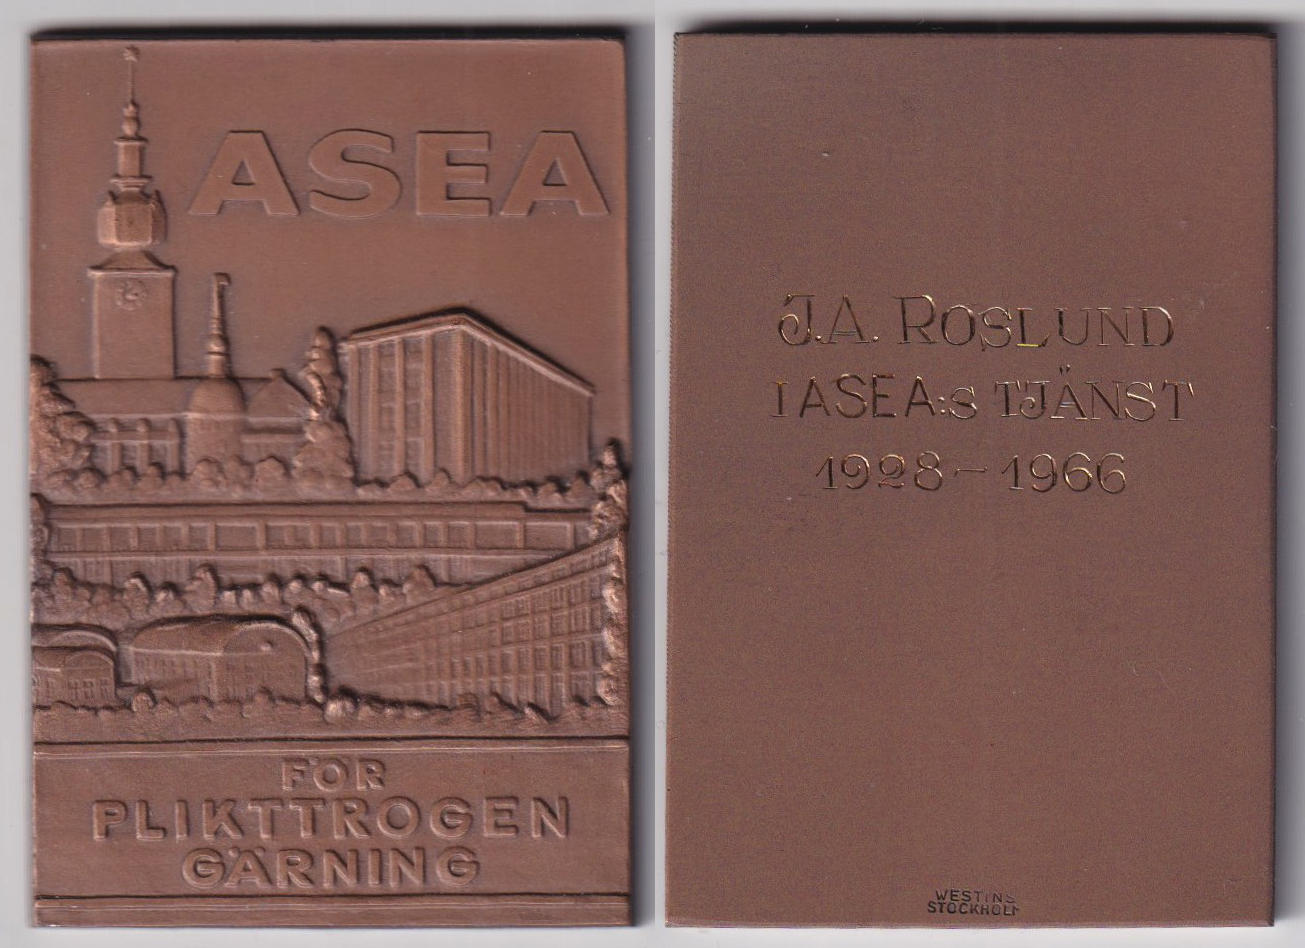 ASEA
FÖR
PLIKTTROGEN
GÄRNING
J.A. ROSLUND
I ASEA:S TJÄNST
1928 – 1966
WESTINS
STOCKHOLM